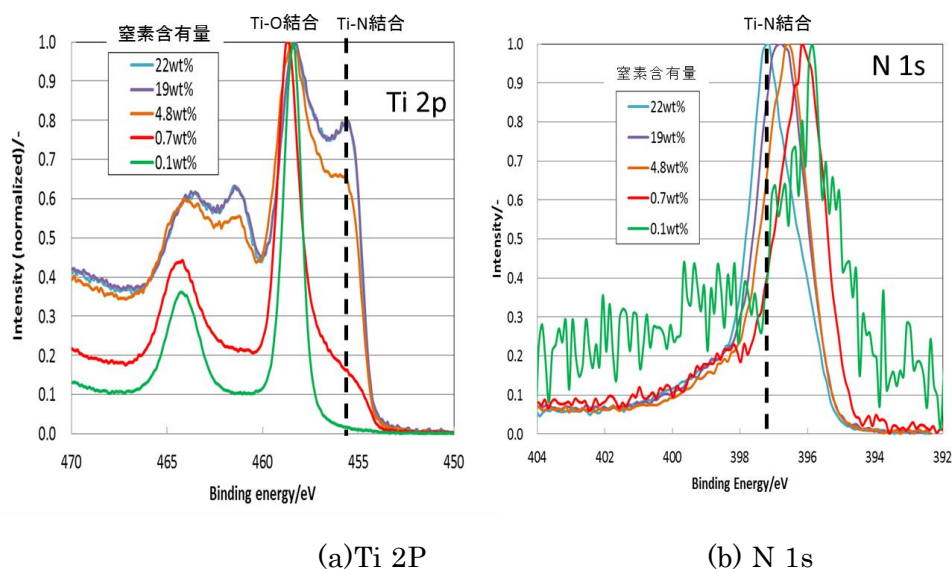 Ti-O結合 Ti-N結合
窒素含有量
22wt%
19wt%
4.8wt%
0.7wt%
0.1wt%
Ti 2p
Intensity (normalized)/-
1.0
0.9
0.8
0.7
0.6
0.5
0.4
0.3
0.2
0.1
0.0
470 465 460 455 450
Binding energy/eV
(a)Ti 2P
Ti-N結合
窒素含有量
22wt%
19wt%
4.8wt%
0.7wt%
0.1wt%
N 1s
Intensity/-
1.0
0.9
0.8
0.7
0.6
0.5
0.4
0.3
0.2
0.1
0.0
404 402 400 398 396 394 392
Binding Energy/eV
(b) N 1s